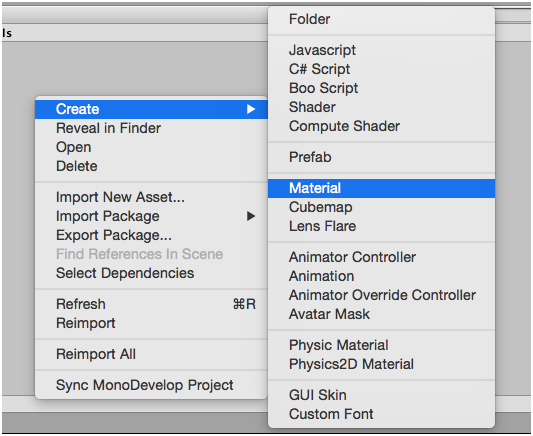 ls
Create
Reveal in Finder
Open
Delete
Import New Asset...
Import Package
Export Package...
Find References In Scene
Select Dependencies
Refresh ⌘R
Reimport
Reimport All
Sync MonoDevelop Project
Folder
Javascript
C# Script
Boo Script
Shader
Compute Shader
Prefab
Material
Cubemap
Lens Flare
Animator Controller
Animation
Animator Override Controller
Avatar Mask
Physic Material
Physics2D Material
GUI Skin
Custom Font